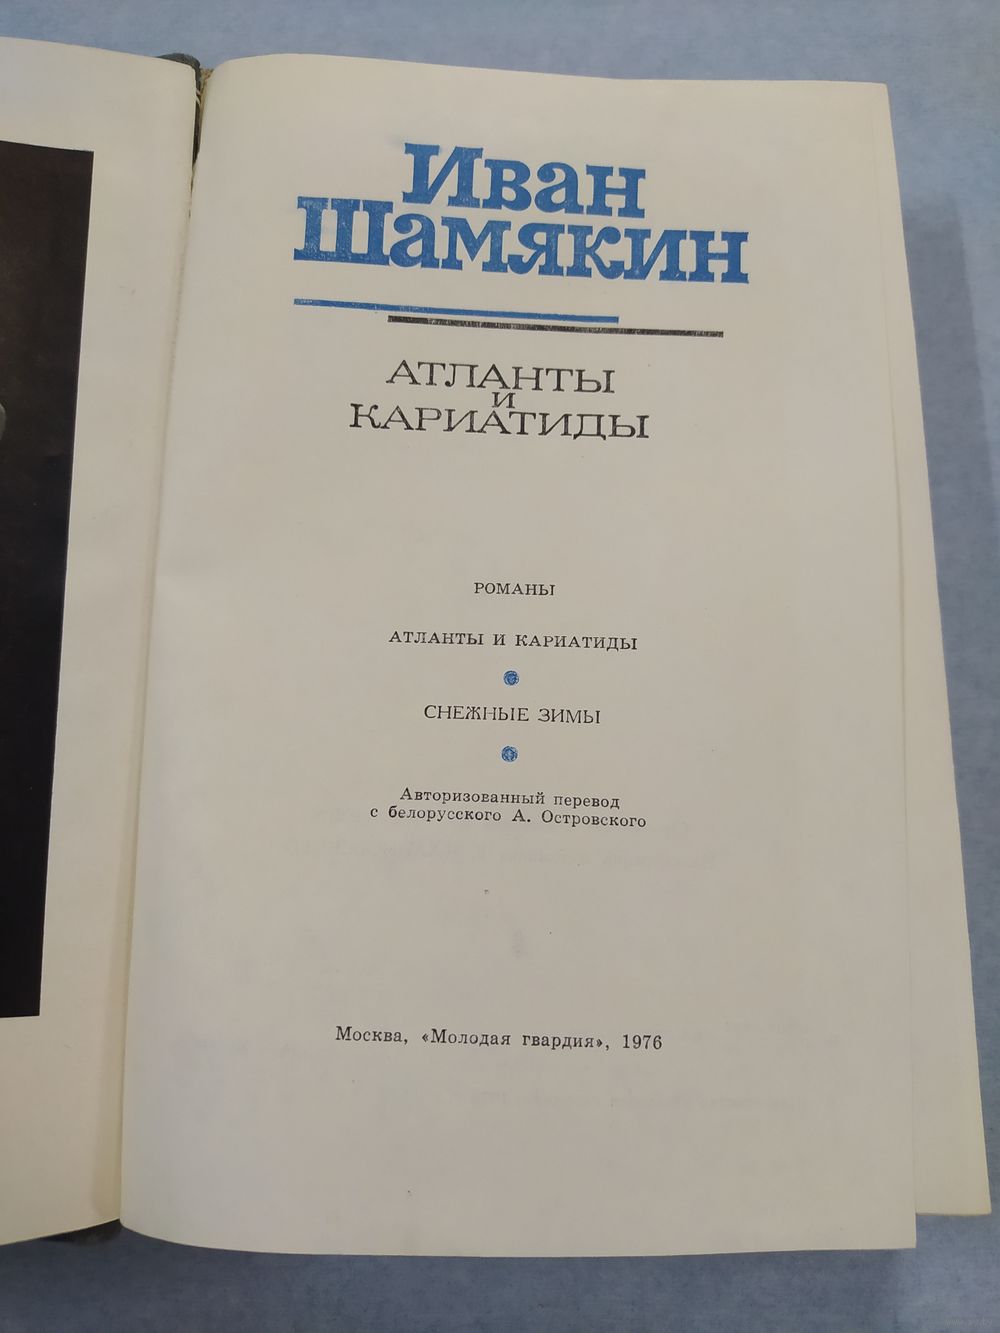 Иван
Шамякин
АТЛАНТЫ
И
КАРИАТИДЫ
РОМАНЫ
АТЛАНТЫ И КАРИАТИДЫ
СНЕЖНЫЕ ЗИМЫ
Авторизованный перевод
с белорусского А. Островского
Москва, «Молодая гвардия», 1976